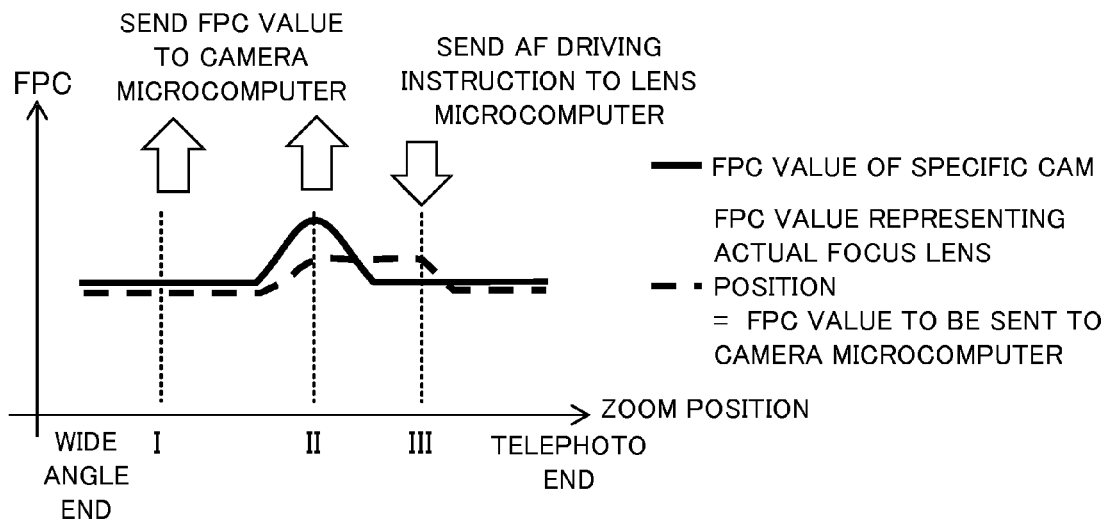 SEND FPC VALUE
TO CAMERA
MICROCOMPUTER
SEND AF DRIVING
INSTRUCTION TO LENS
MICROCOMPUTER
FPC
FPC VALUE OF SPECIFIC CAM
FPC VALUE REPRESENTING
ACTUAL FOCUS LENS
POSITION
= FPC VALUE TO BE SENT TO
CAMERA MICROCOMPUTER
ZOOM POSITION
WIDE
ANGLE
END
I
II
III
TELEPHOTO
END